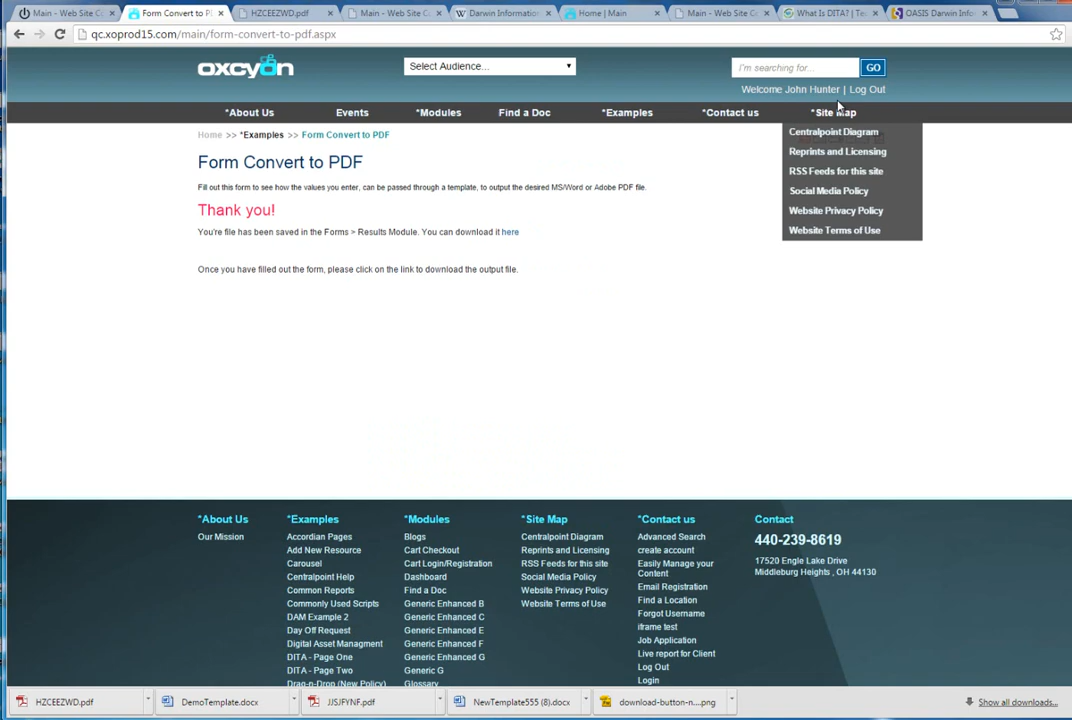 Main - Web Site C
Form Convert to P
HZCEEZWD.pdf
Main - Web Site C
Darwin Information
Home | Main
Main - Web Site C
What Is DITA? | Te
OASIS Darwin Info
qc.xoprod15.com/main/form-convert-to-pdf.aspx
oxcyon
Select Audience...
I'm searching for...
GO
Welcome John Hunter | Log Out
*About Us
Events
*Modules
Find a Doc
*Examples
*Contact us
*Site Map
Home >> *Examples >> Form Convert to PDF
Centralpoint Diagram
Reprints and Licensing
RSS Feeds for this site
Social Media Policy
Website Privacy Policy
Website Terms of Use
Form Convert to PDF
Fill out this form to see how the values you enter, can be passed through a template, to output the desired MS/Word or Adobe PDF file.
Thank you!
You're file has been saved in the Forms > Results Module. You can download it here
Once you have filled out the form, please click on the link to download the output file.
*About Us
Our Mission
*Examples
Accordian Pages
Add New Resource
Carousel
Centralpoint Help
Common Reports
Commonly Used Scripts
DAM Example 2
Day Off Request
Digital Asset Managment
DITA - Page One
DITA - Page Two
Drag-n-Drop (New Policy)
*Modules
Blogs
Cart Checkout
Cart Login/Registration
Dashboard
Find a Doc
Generic Enhanced B
Generic Enhanced C
Generic Enhanced E
Generic Enhanced F
Generic Enhanced G
Generic G
Glossary
*Site Map
Centralpoint Diagram
Reprints and Licensing
RSS Feeds for this site
Social Media Policy
Website Privacy Policy
Website Terms of Use
*Contact us
Advanced Search
create account
Easily Manage your
Content
Email Registration
Find a Location
Forgot Username
iframe test
Job Application
Live report for Client
Log Out
Login
Contact
440-239-8619
17520 Engle Lake Drive
Middleburg Heights , OH 44130
HZCEEZWD.pdf
DemoTemplate.docx
JJSJFYNF.pdf
NewTemplate555 (8).docx
download-button-n....png
Show all downloads...